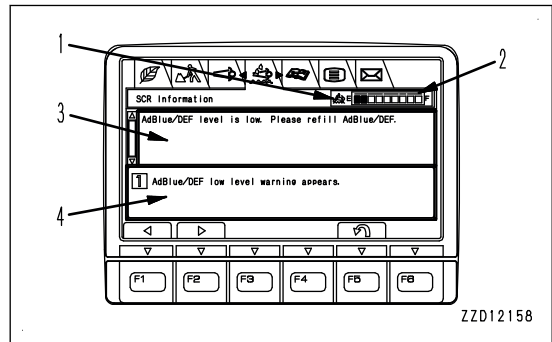 1
2
3
4
SCR Information
E F
AdBlue/DEF level is low. Please refill AdBlue/DEF.
1 AdBlue/DEF low level warning appears.
F1 F2 F3 F4 F5 F6
ZZD12158